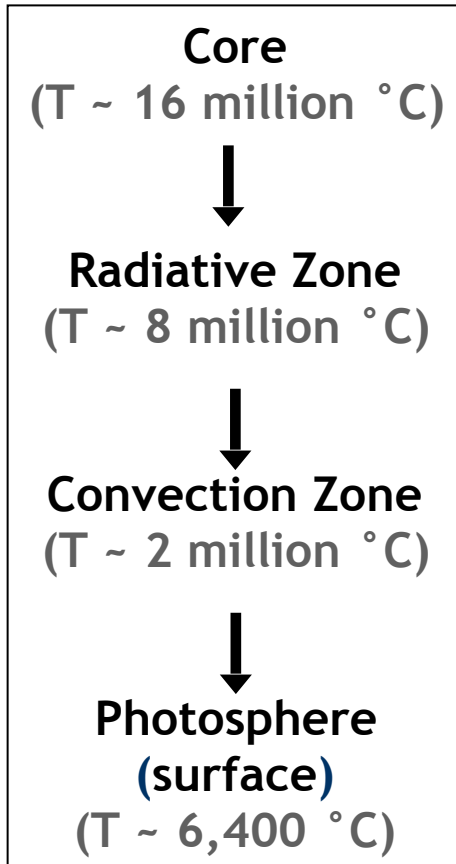 Core
(T ~ 16 million °C)
Radiative Zone
(T ~ 8 million °C)
Convection Zone
(T ~ 2 million °C)
Photosphere
(surface)
(T ~ 6,400 °C)